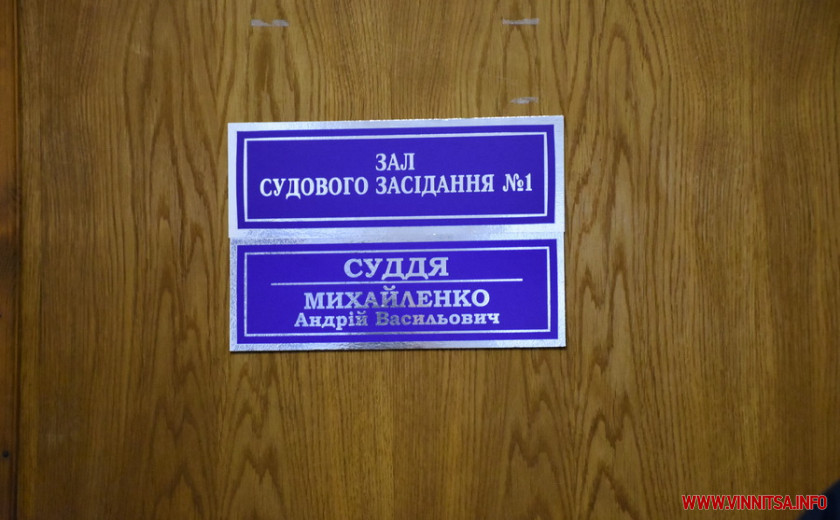 ЗАЛ
СУДОВОГО ЗАСІДАННЯ №1
СУДДЯ
МИХАЙЛЕНКО
Андрій Васильович
WWW.VINNITSA.INFO